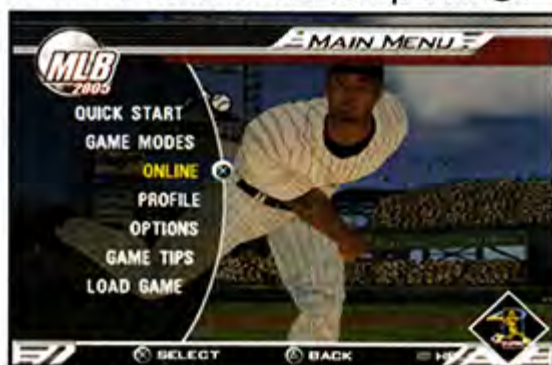 MAIN MENU
MLB
2005
QUICK START
GAME MODES
ONLINE
PROFILE
OPTIONS
GAME TIPS
LOAD GAME
SELECT
BACK